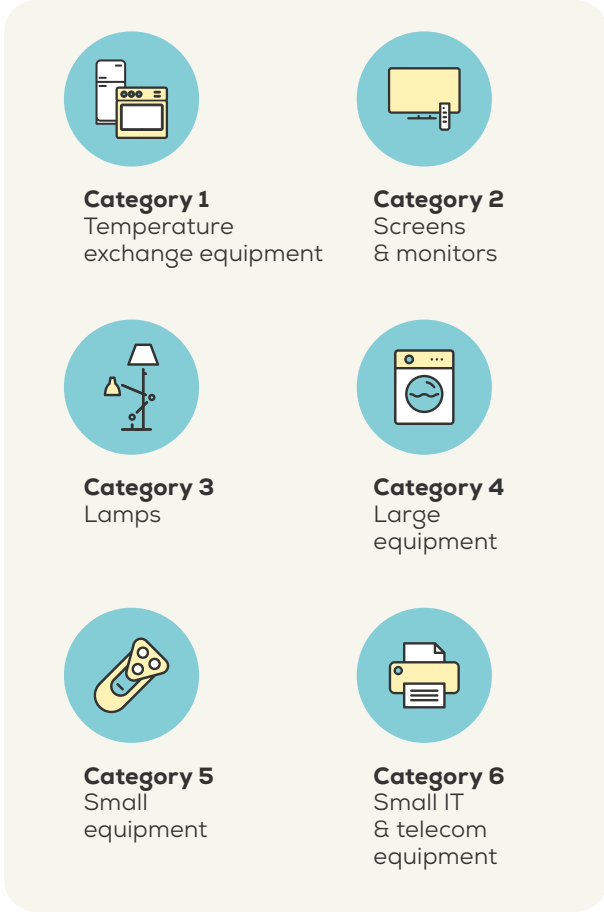 Category 1
Temperature
exchange equipment
Category 2
Screens
& monitors
Category 3
Lamps
Category 4
Large
equipment
Category 5
Small
equipment
Category 6
Small IT
& telecom
equipment